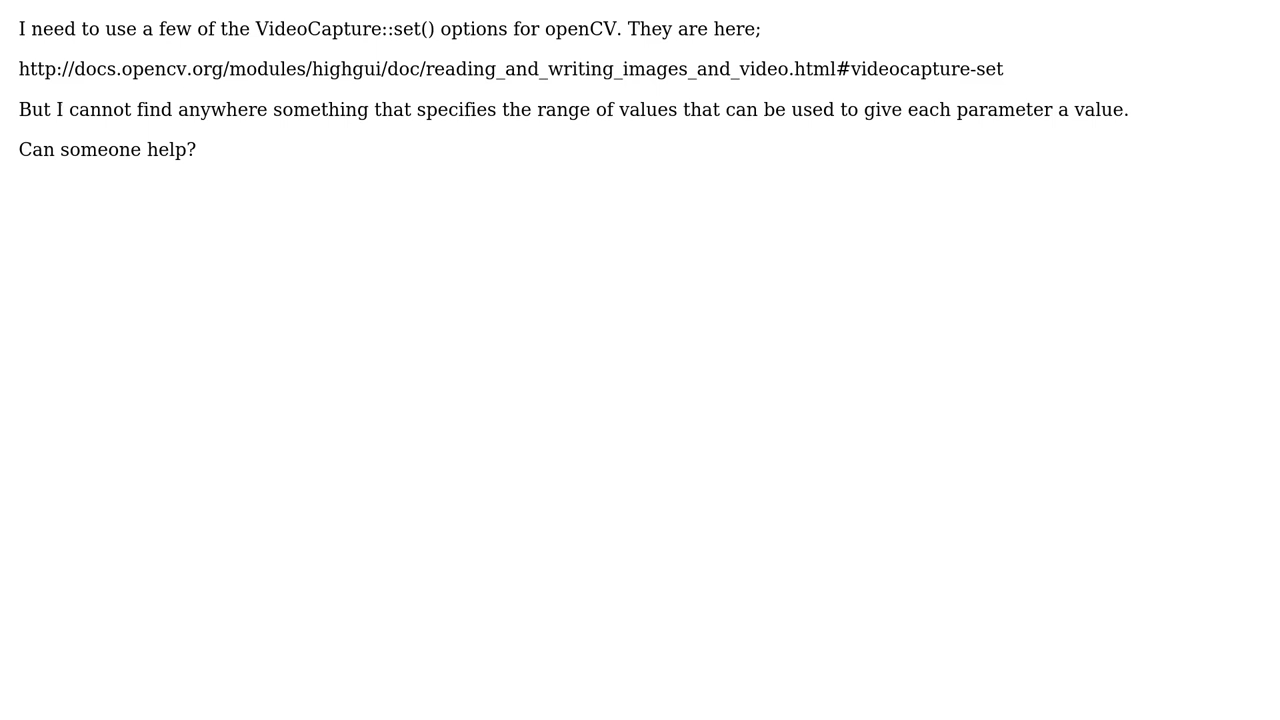 I need to use a few of the VideoCapture::set() options for openCV. They are here;
http://docs.opencv.org/modules/highgui/doc/reading_and_writing_images_and_video.html#videocapture-set
But I cannot find anywhere something that specifies the range of values that can be used to give each parameter a value.
Can someone help?